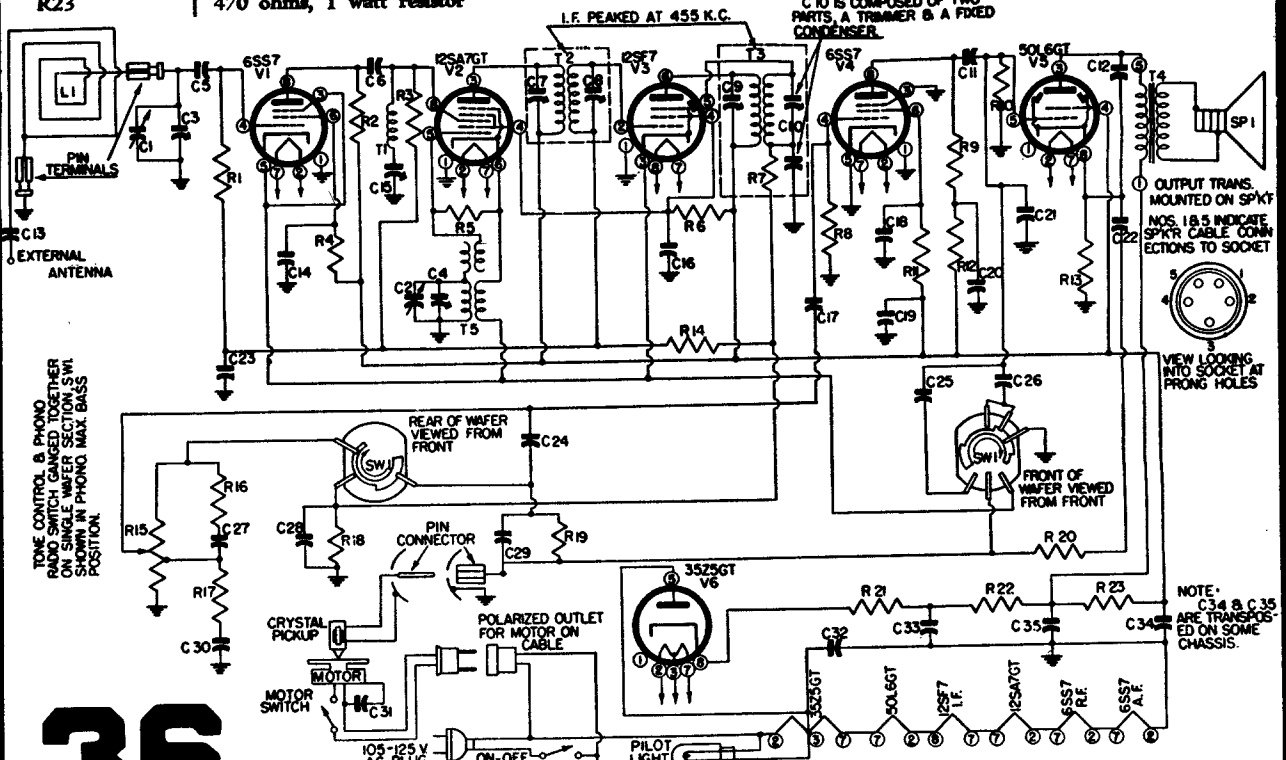 R23
470 ohms, 1 watt resistor
I.F. PEAKED AT 455 K.C.
C10 IS COMPOSED OF TWO
PARTS, A TRIMMER & A FIXED
CONDENSER
6SS7
V1
12SA7GT
V2
T2
12SF7
V3
T3
6SS7
V4
50L6GT
V5
T4
L1
C5
C6
C7
C8
C9
C10
C11
C12
SP1
C1
C3
R1
R2
R3
T1
C15
R5
R6
R7
R8
R9
R10
PIN
TERMINALS
C13
EXTERNAL
ANTENNA
C14
R4
C2
C4
T5
C16
C17
C18
R11
R12
C20
C19
C21
R13
C22
OUTPUT TRANS.
MOUNTED ON SP'K'R
NOS. 1&5 INDICATE
SP'K'R CABLE CONN
ECTIONS TO SOCKET
5
1
4
2
3
VIEW LOOKING
INTO SOCKET AT
PRONG HOLES
R14
C23
C24
C25
C26
TONE CONTROL & PHONO
RADIO SWITCH GANGED TOGETHER
ON SINGLE WAFER SECTION, SW1.
SHOWN IN PHONO. MAX. BASS
POSITION.
REAR OF WAFER
VIEWED FROM
FRONT
SW1
SW1
FRONT OF
WAFER VIEWED
FROM FRONT
R15
R16
C27
R17
C30
C28
R18
PIN
CONNECTOR
C29
R19
R20
35Z5GT
V6
R21
R22
R23
C33
C35
C34
C32
NOTE.
C34 & C35
ARE TRANSPOS-
ED ON SOME
CHASSIS.
CRYSTAL
PICKUP
POLARIZED OUTLET
FOR MOTOR ON
CABLE
MOTOR
MOTOR
SWITCH
C31
35Z5GT
50L6GT
12SF7
I.F.
12SA7GT
6SS7
R.F.
6SS7
A.F.
105-125 V
AC PLUG
ON-OFF
PILOT
LIGHT
36